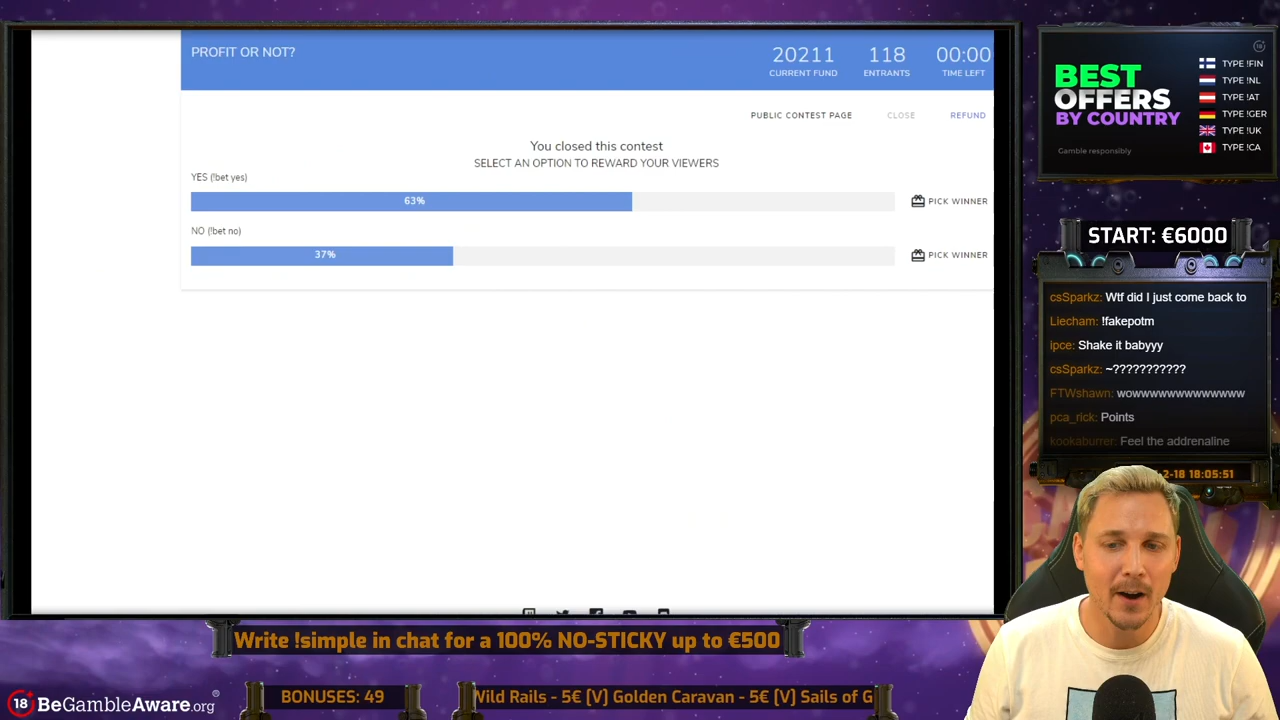 PROFIT OR NOT?
20211
CURRENT FUND
118
ENTRANTS
00:00
TIME LEFT
PUBLIC CONTEST PAGE
CLOSE
REFUND
You closed this contest
SELECT AN OPTION TO REWARD YOUR VIEWERS
YES (!bet yes)
63%
PICK WINNER
NO (!bet no)
37%
PICK WINNER
BEST
OFFERS
BY COUNTRY
Gamble responsibly
18
TYPE !FIN
TYPE !NL
TYPE !AT
TYPE !GER
TYPE !UK
TYPE !CA
START: €6000
csSparkz: Wtf did I just come back to
Liecham: !fakepotm
ipce: Shake it babyyy
csSparkz: ~???????????
FTWshawn: wowwwwwwwwwwwww
pca_rick: Points
kookaburrer: Feel the addrenaline
2-18 18:05:51
Write !simple in chat for a 100% NO-STICKY up to €500
18 BeGambleAware.org®
BONUSES: 49
Wild Rails - 5€ [V] Golden Caravan - 5€ [V] Sails of G